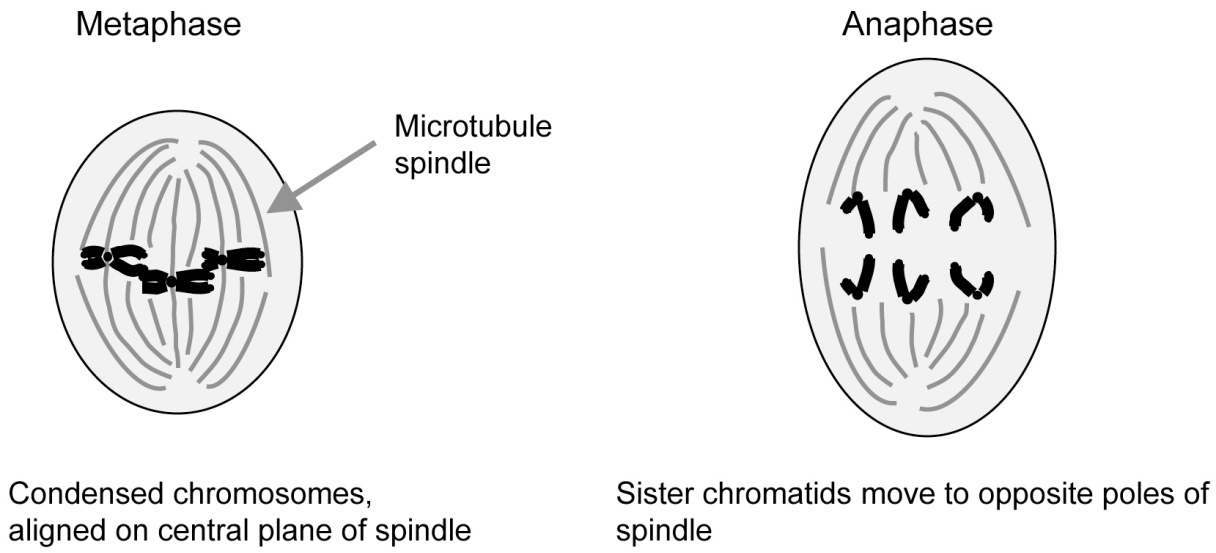 Metaphase
Anaphase
Microtubule
spindle
Condensed chromosomes,
aligned on central plane of spindle
Sister chromatids move to opposite poles of
spindle